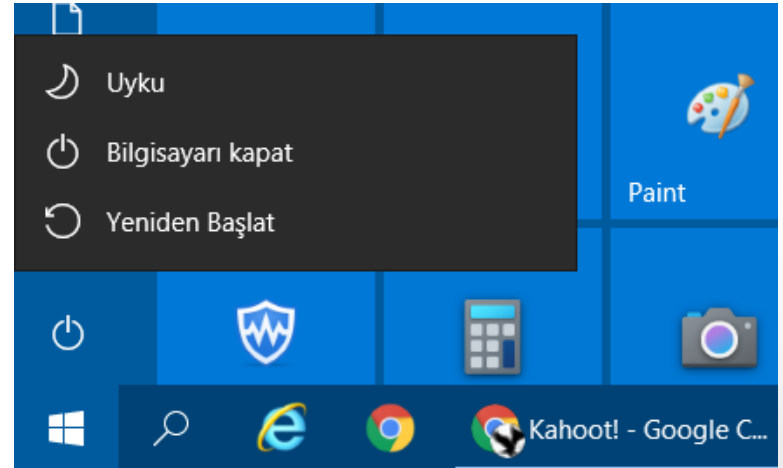 Uyku
Bilgisayarı kapat
Yeniden Başlat
Paint
Kahoot! - Google C...